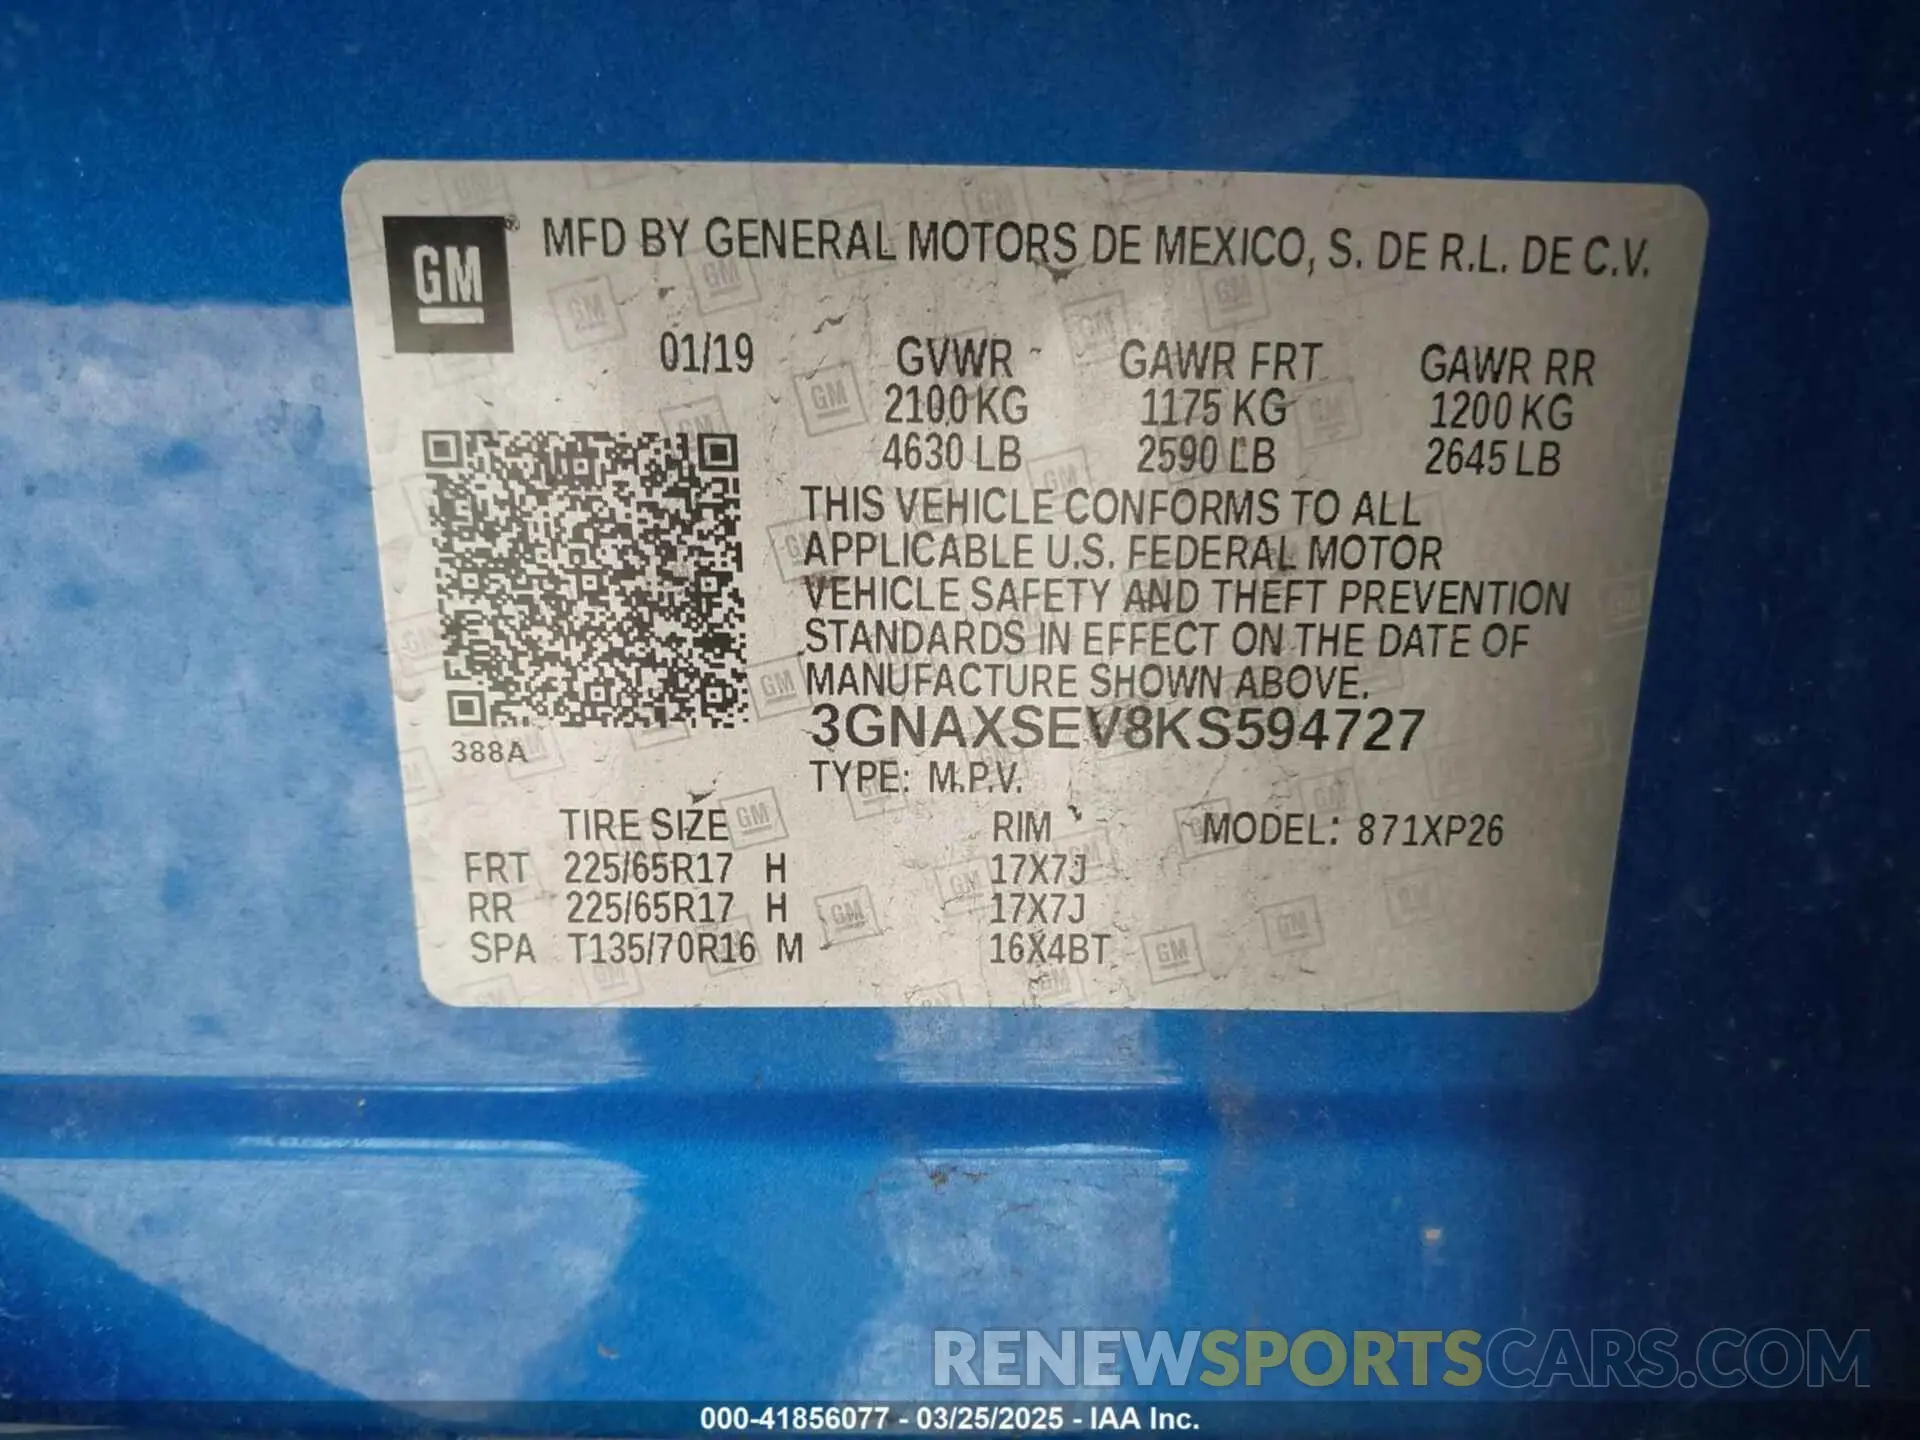 GM® MFD BY GENERAL MOTORS DE MEXICO, S. DE R.L. DE C.V.
01/19 GVWR GAWR FRT GAWR RR
2100 KG 1175 KG 1200 KG
4630 LB 2590 LB 2645 LB
THIS VEHICLE CONFORMS TO ALL
APPLICABLE U.S. FEDERAL MOTOR
VEHICLE SAFETY AND THEFT PREVENTION
STANDARDS IN EFFECT ON THE DATE OF
MANUFACTURE SHOWN ABOVE.
3GNAXSEV8KS594727
388A
TYPE: M.P.V.
TIRE SIZE RIM MODEL: 871XP26
FRT 225/65R17 H 17X7J
RR 225/65R17 H 17X7J
SPA T135/70R16 M 16X4BT
RENEWSPORTSCARS.COM
000-41856077 - 03/25/2025 - IAA Inc.